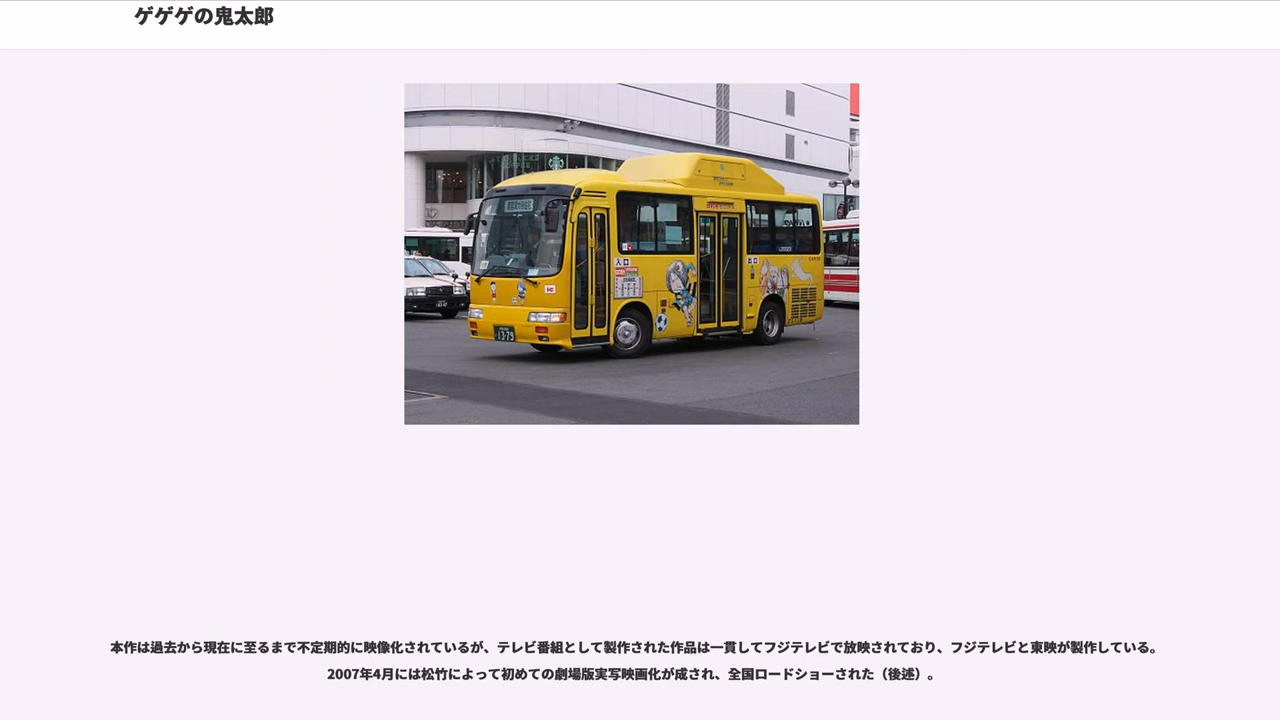 ゲゲゲの鬼太郎
入口
出口
13-79
本作は過去から現在に至るまで不定期的に映像化されているが、テレビ番組として製作された作品は一貫してフジテレビで放映されており、フジテレビと東映が製作している。
2007年4月には松竹によって初めての劇場版実写映画化が成され、全国ロードショーされた（後述）。